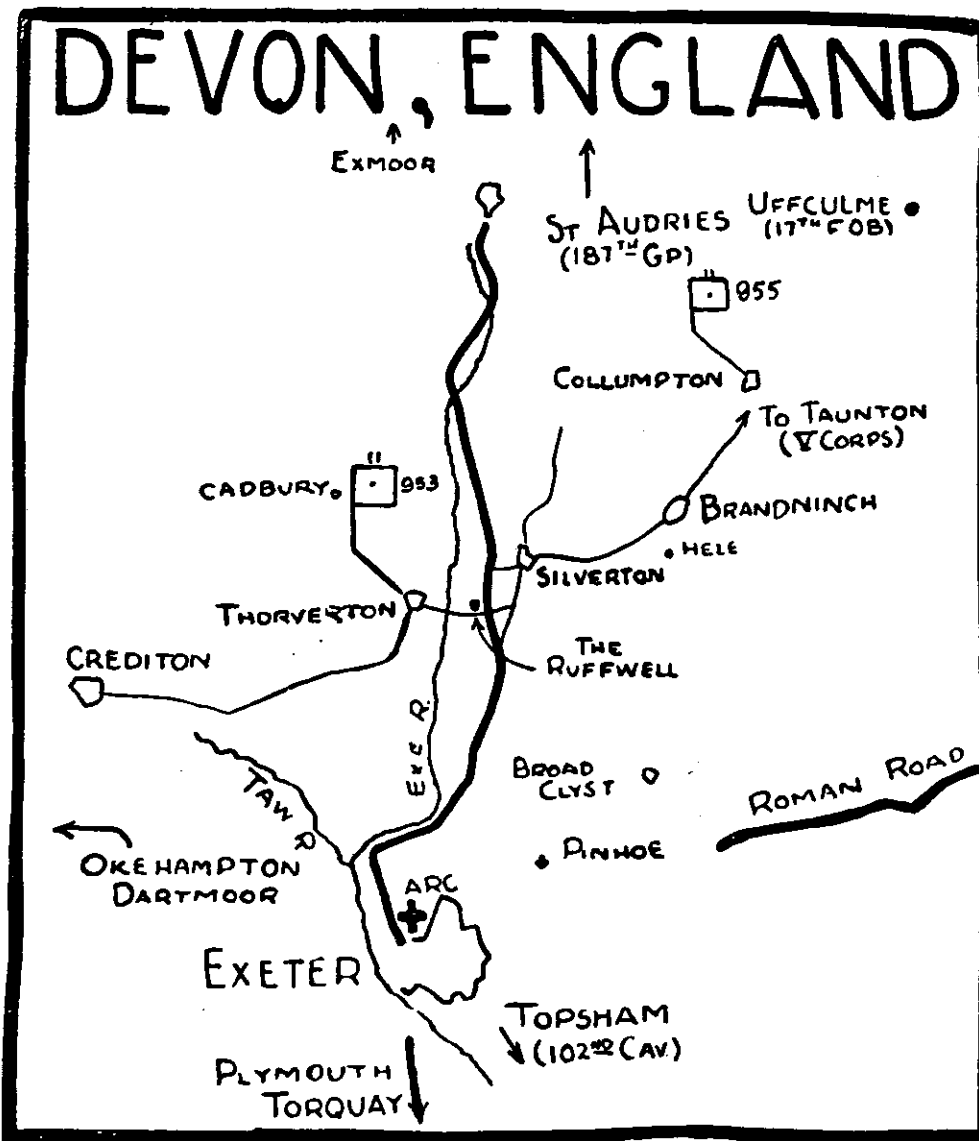 DEVON, ENGLAND
EXMOOR
ST AUDRIES
(187TH GP)
UFFCULME
(17TH FOB)
955
COLLUMPTON
TO TAUNTON
(V CORPS)
CADBURY
953
BRANDNINCH
HELE
SILVERTON
THORVERTON
THE
RUFFWELL
CREDITON
EXE R.
TAW R
BROAD
CLYST
ROMAN ROAD
PINHOE
OKEHAMPTON
DARTMOOR
ARC
EXETER
TOPSHAM
(102ND CAV.)
PLYMOUTH
TORQUAY